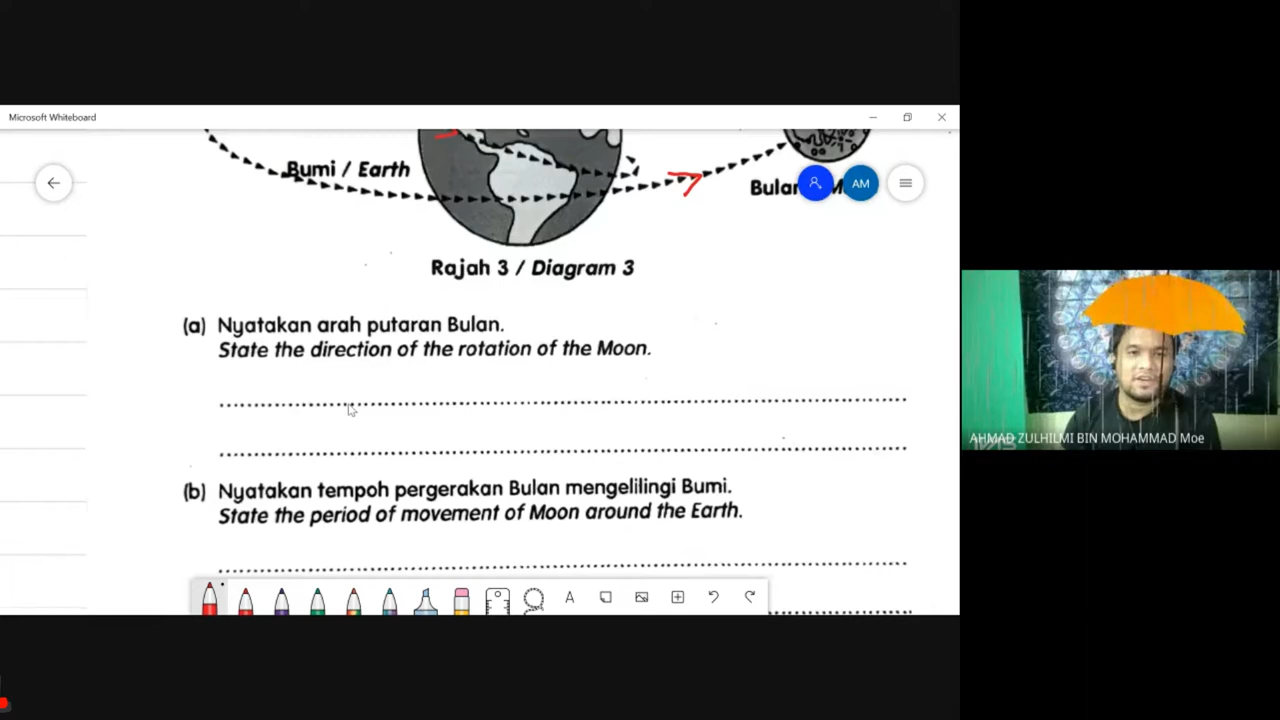 Microsoft Whiteboard
Bumi / Earth
Bulan
AM
Rajah 3 / Diagram 3
(a) Nyatakan arah putaran Bulan.
State the direction of the rotation of the Moon.
(b) Nyatakan tempoh pergerakan Bulan mengelilingi Bumi.
State the period of movement of Moon around the Earth.
A
AHMAD ZULHILMI BIN MOHAMMAD Moe